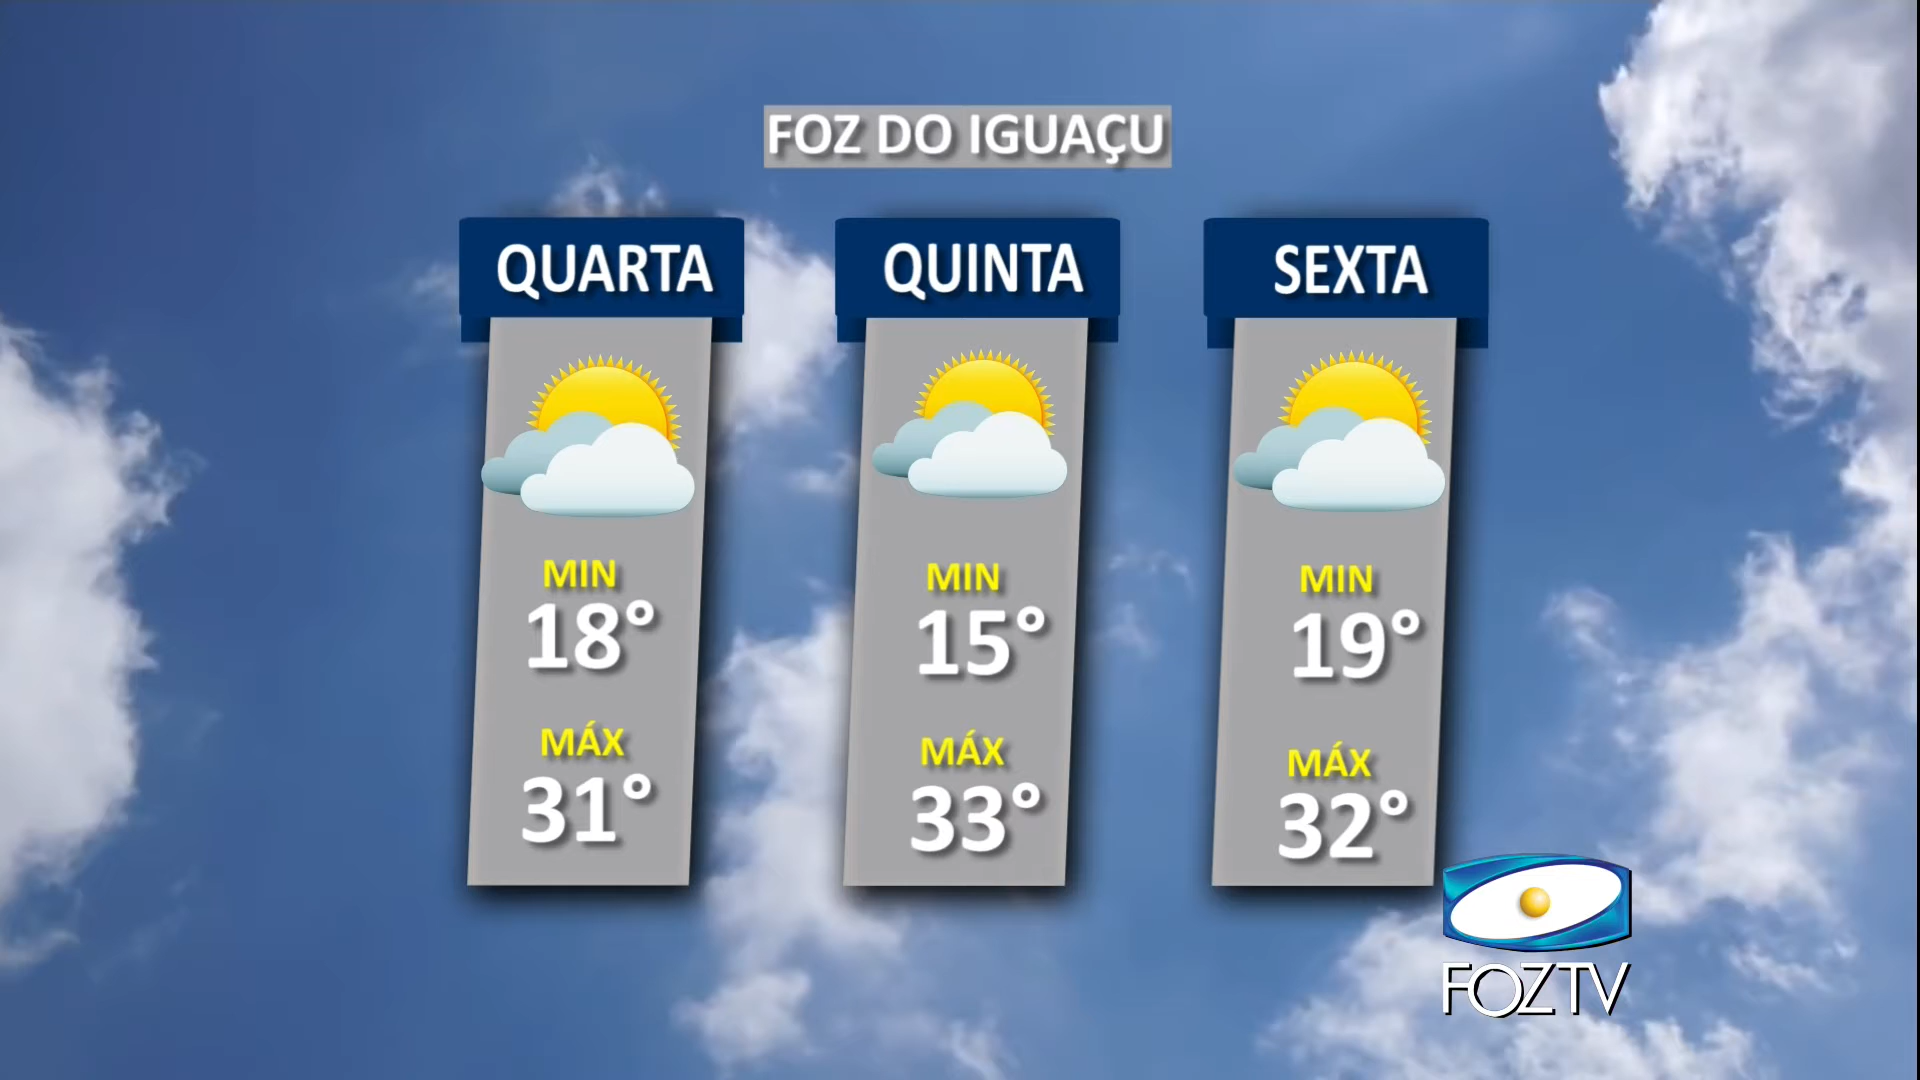 FOZ DO IGUAÇU
QUARTA
MIN
18°
MÁX
31°
QUINTA
MIN
15°
MÁX
33°
SEXTA
MIN
19°
MÁX
32°
FOZTV